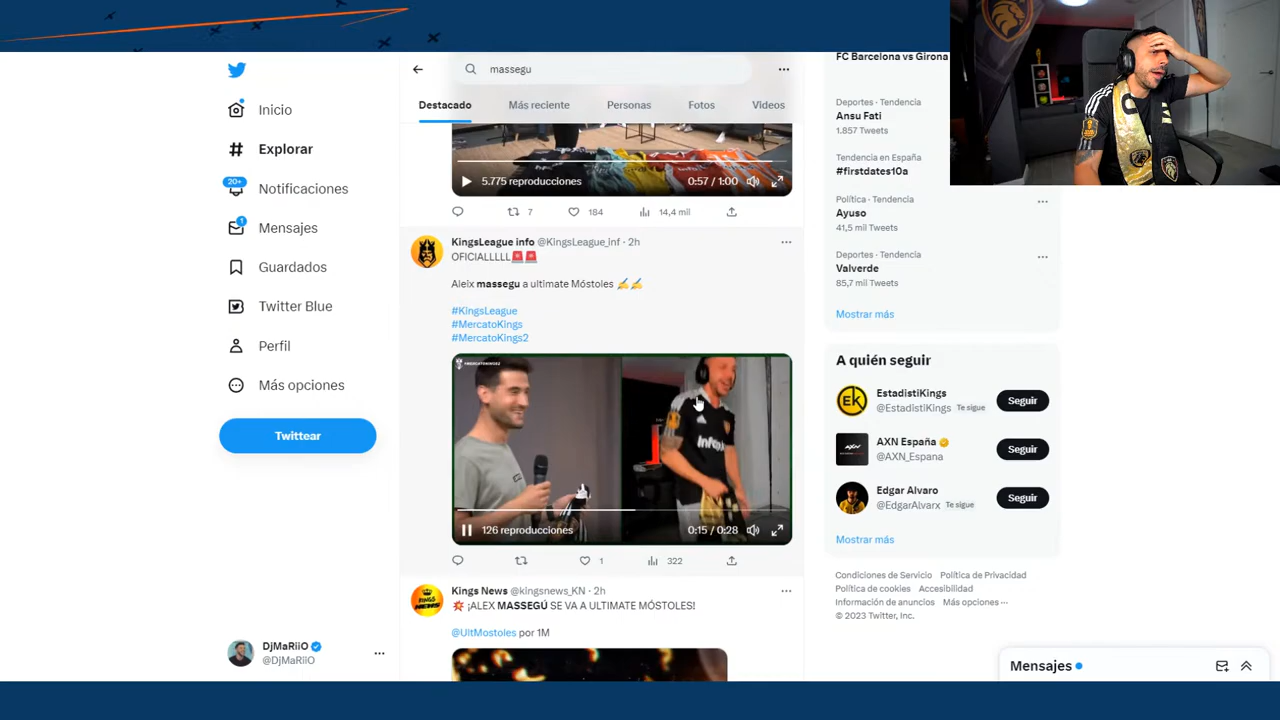 Inicio
Explorar
20+
Notificaciones
1
Mensajes
Guardados
Twitter Blue
Perfil
Más opciones
Twittear
DjMaRiiO
@DjMaRiiO
massegu
Destacado
Más reciente
Personas
Fotos
Videos
5.775 reproducciones
0:57 / 1:00
7
184
14,4 mil
KingsLeague info @KingsLeague_inf · 2h
OFICIALLLLL🚨🚨
Aleix massegu a ultimate Móstoles ✍✍
#KingsLeague
#MercatoKings
#MercatoKings2
#MERCATOKINGS2
126 reproducciones
0:15 / 0:28
1
322
Kings News @kingsnews_KN · 2h
💥 ¡ALEX MASSEGÚ SE VA A ULTIMATE MÓSTOLES!
@UltMostoles por 1M
FC Barcelona vs Girona
Deportes · Tendencia
Ansu Fati
1.857 Tweets
Tendencia en España
#firstdates10a
Política · Tendencia
Ayuso
41,5 mil Tweets
Deportes · Tendencia
Valverde
85,7 mil Tweets
Mostrar más
A quién seguir
EK
EstadistiKings
@EstadistiKings Te sigue
Seguir
AXN
AXN España
@AXN_Espana
Seguir
Edgar Alvaro
@EdgarAlvarx Te sigue
Seguir
Mostrar más
Condiciones de Servicio Política de Privacidad
Política de cookies Accesibilidad
Información de anuncios Más opciones ···
© 2023 Twitter, Inc.
Mensajes